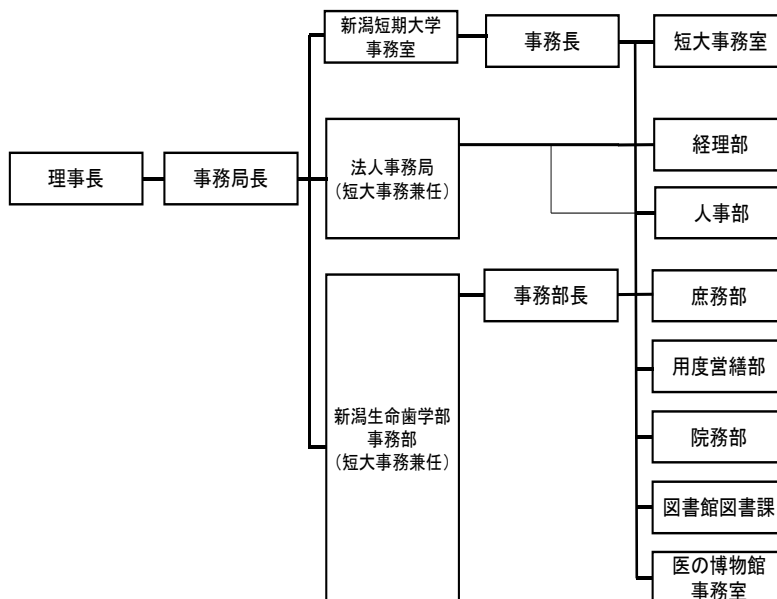 新潟短期大学
事務室
事務長
短大事務室
理事長
事務局長
法人事務局
（短大事務兼任）
経理部
人事部
新潟生命歯学部
事務部
（短大事務兼任）
事務部長
庶務部
用度営繕部
院務部
図書館図書課
医の博物館
事務室